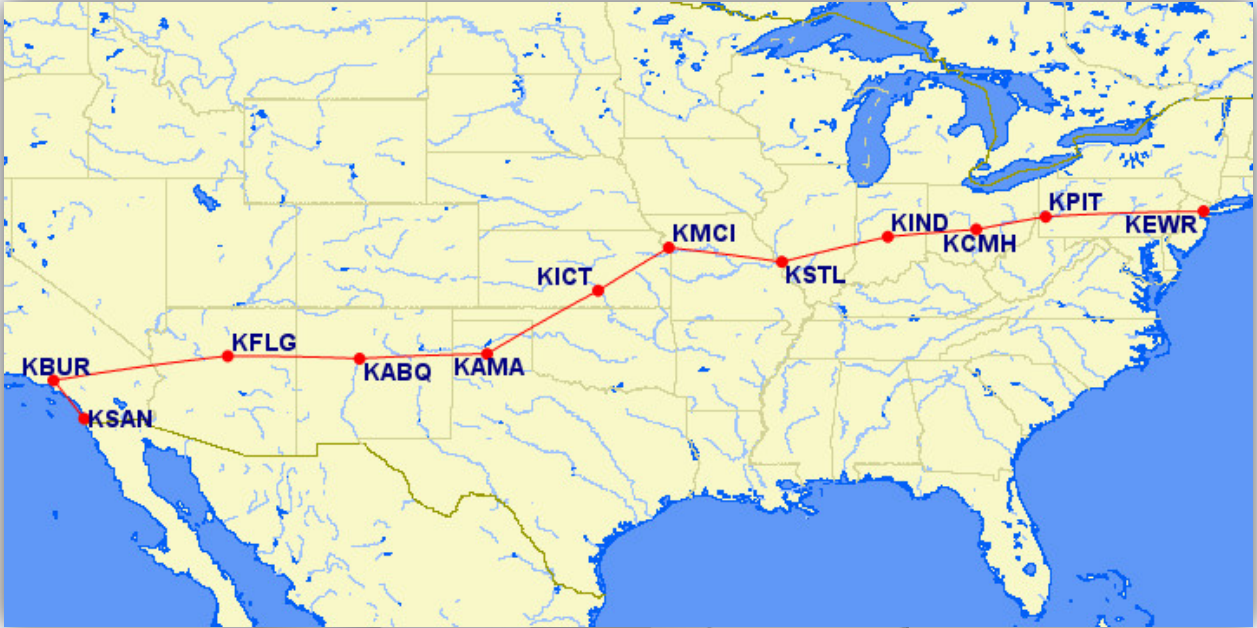 KPIT
KIND
KEWR
KMCI
KCMH
KICT
KSTL
KFLG
KBUR
KABQ
KAMA
KSAN